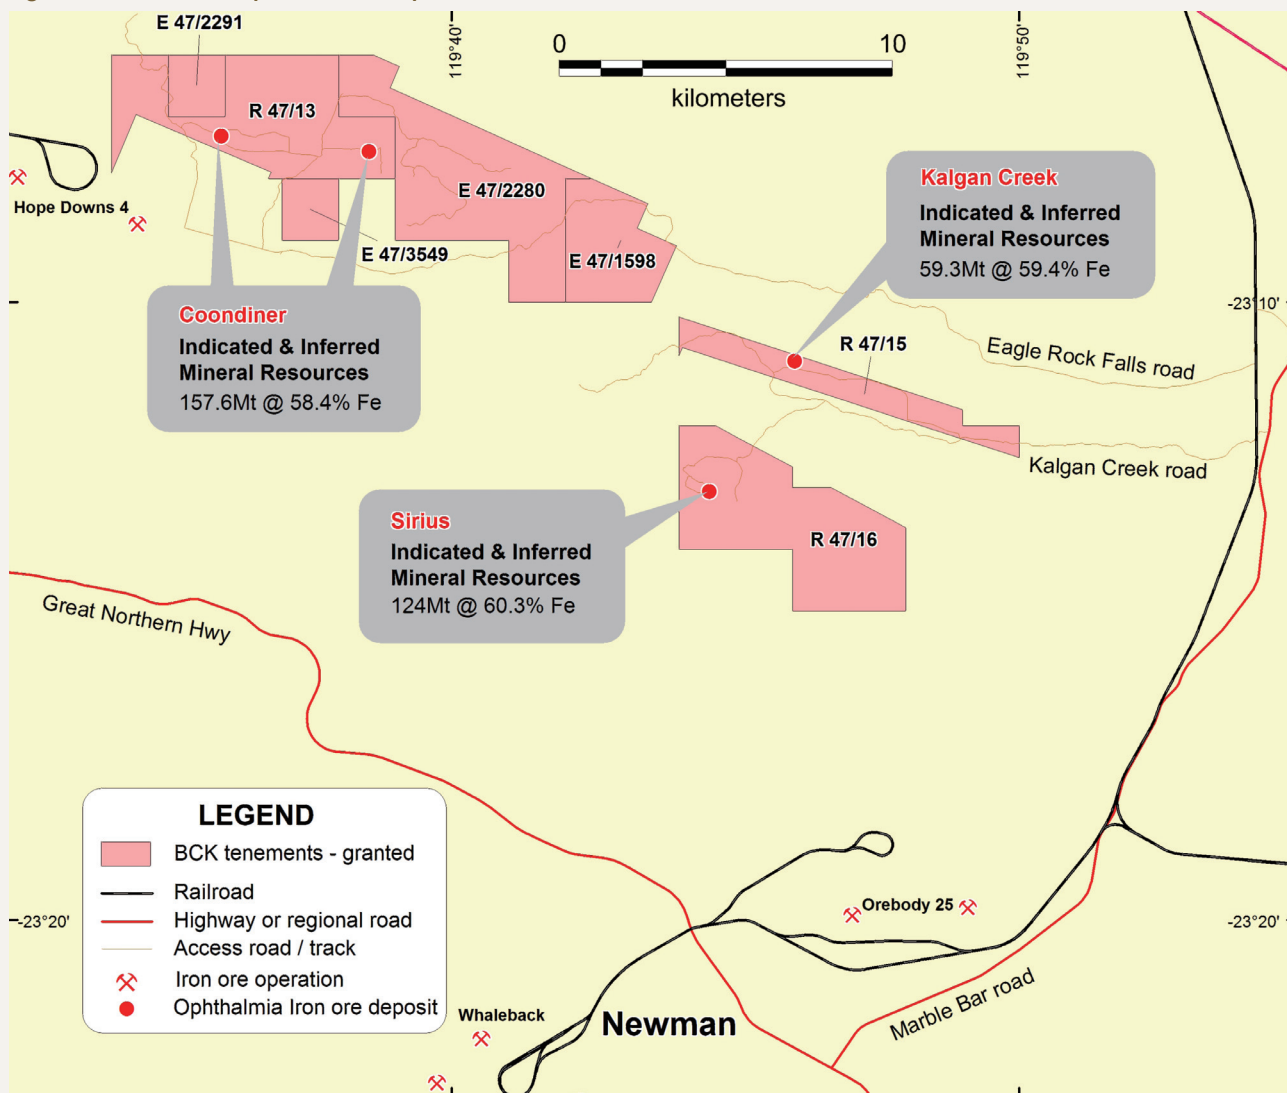 E 47/2291
R 47/13
119°40'
0
10
kilometers
119°50'
Hope Downs 4
E 47/2280
E 47/3549
E 47/1598
Kalgan Creek
Indicated & Inferred
Mineral Resources
59.3Mt @ 59.4% Fe
-23°10'
Coondiner
Indicated & Inferred
Mineral Resources
157.6Mt @ 58.4% Fe
R 47/15
Eagle Rock Falls road
Kalgan Creek road
Sirius
Indicated & Inferred
Mineral Resources
124Mt @ 60.3% Fe
R 47/16
Great Northern Hwy
LEGEND
BCK tenements - granted
Railroad
Highway or regional road
Access road / track
Iron ore operation
Ophthalmia Iron ore deposit
-23°20'
Orebody 25
-23°20'
Whaleback
Newman
Marble Bar road